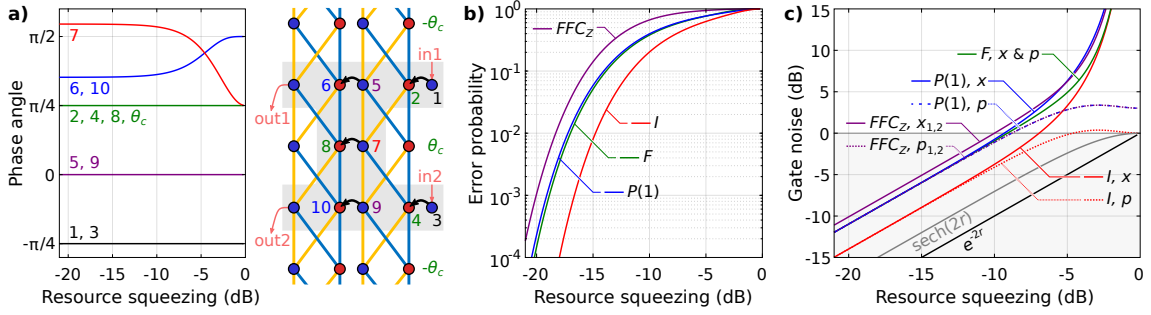 a)
Phase angle
π/2
π/4
0
-π/4
7
6, 10
2, 4, 8, θc
5, 9
1, 3
-20
-15
-10
-5
0
Resource squeezing (dB)
-θc
in1
6
5
2
1
out1
8
7
θc
in2
10
9
4
3
out2
-θc
b)
Error probability
10^0
10^-1
10^-2
10^-3
10^-4
FFC_Z
I
F
P(1)
-20
-15
-10
-5
0
Resource squeezing (dB)
c)
Gate noise (dB)
15
10
5
0
-5
-10
-15
F, x & p
P(1), x
P(1), p
FFC_Z, x1,2
FFC_Z, p1,2
I, x
I, p
sech(2r)
e^-2r
-20
-15
-10
-5
0
Resource squeezing (dB)